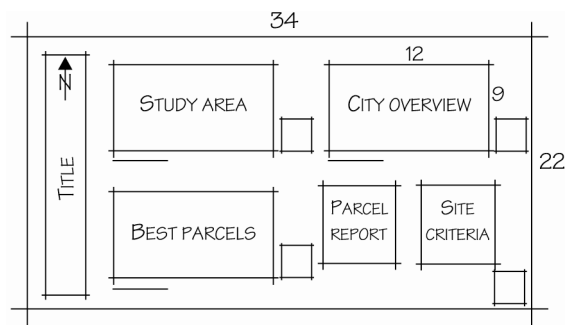 34
12
N
STUDY AREA
CITY OVERVIEW
9
22
TITLE
BEST PARCELS
PARCEL
REPORT
SITE
CRITERIA